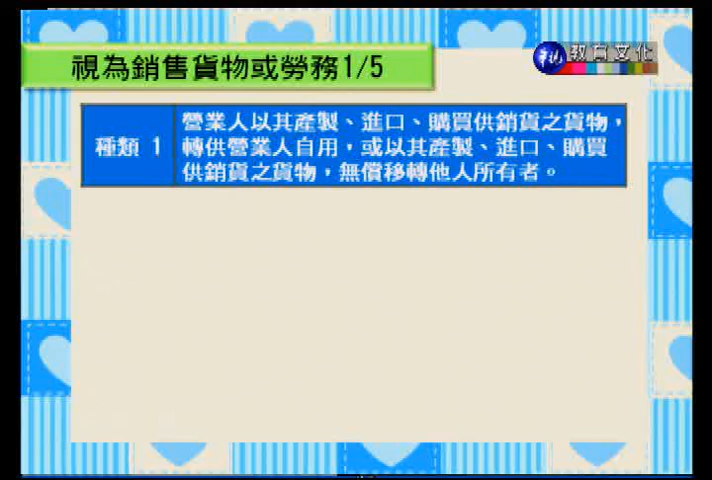 視為銷售貨物或勞務1/5
華視 教育文化
種類 1
營業人以其產製、進口、購買供銷貨之貨物，
轉供營業人自用，或以其產製、進口、購買
供銷貨之貨物，無償移轉他人所有者。